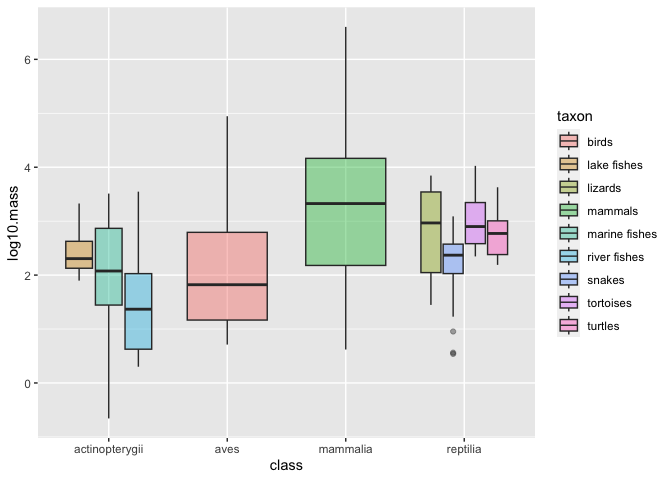 log10.mass
6
4
2
0
actinopterygii aves mammalia reptilia
class
taxon
birds
lake fishes
lizards
mammals
marine fishes
river fishes
snakes
tortoises
turtles